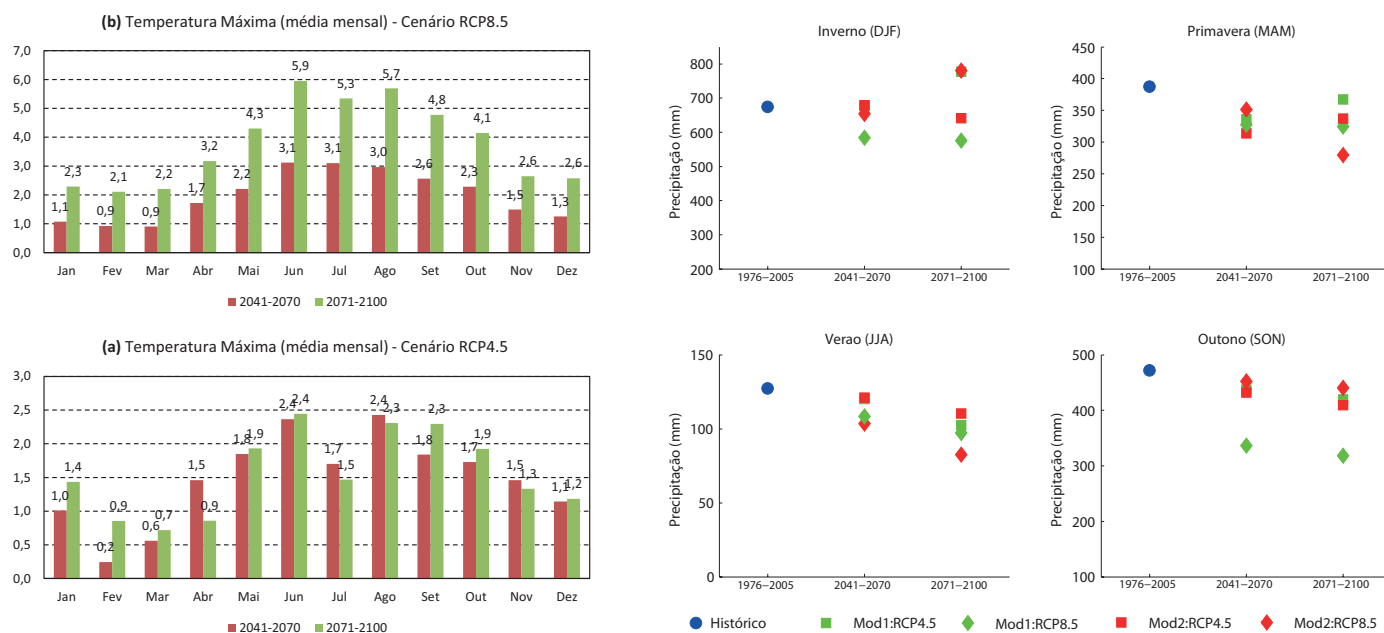 (b) Temperatura Máxima (média mensal) - Cenário RCP8.5
7,0
6,0
5,0
4,0
3,0
2,0
1,0
0,0
1,1 0,9 0,9 1,7 2,2 3,1 3,1 3,0 2,6 2,3 1,5 1,3
2,3 2,1 2,2 3,2 4,3 5,9 5,3 5,7 4,8 4,1 2,6 2,6
Jan Fev Mar Abr Mai Jun Jul Ago Set Out Nov Dez
2041-2070 2071-2100
(a) Temperatura Máxima (média mensal) - Cenário RCP4.5
3,0
2,5
2,0
1,5
1,0
0,5
0,0
1,0 0,2 0,6 1,5 1,8 2,4 1,7 2,4 1,8 1,7 1,5 1,1
1,4 0,9 0,7 0,9 1,9 2,4 1,5 2,3 2,3 1,9 1,3 1,2
Jan Fev Mar Abr Mai Jun Jul Ago Set Out Nov Dez
2041-2070 2071-2100
Inverno (DJF)
Precipitação (mm)
800
700
600
500
400
300
200
1976–2005 2041–2070 2071–2100
Primavera (MAM)
Precipitação (mm)
450
400
350
300
250
200
150
100
1976–2005 2041–2070 2071–2100
Verao (JJA)
Precipitação (mm)
150
100
50
0
1976–2005 2041–2070 2071–2100
Outono (SON)
Precipitação (mm)
500
400
300
200
100
1976–2005 2041–2070 2071–2100
Histórico Mod1:RCP4.5 Mod1:RCP8.5 Mod2:RCP4.5 Mod2:RCP8.5